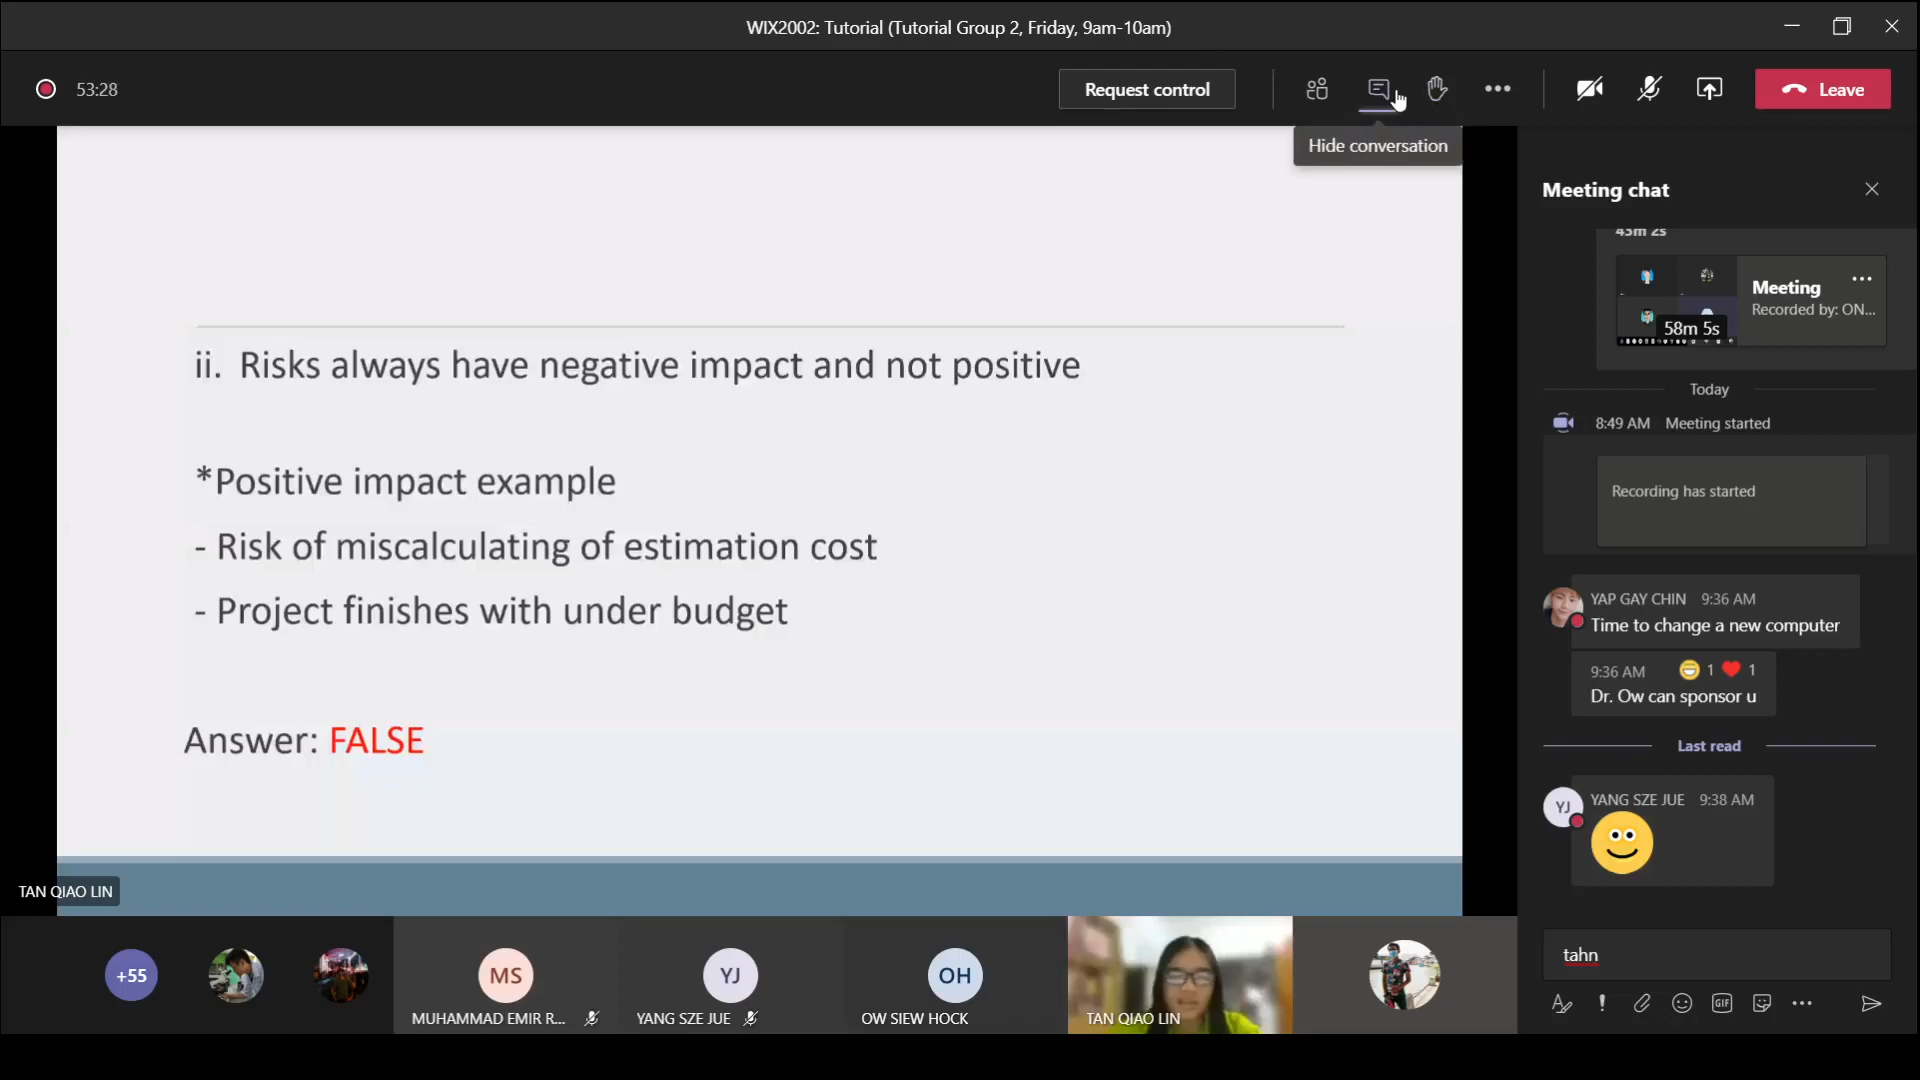 WIX2002: Tutorial (Tutorial Group 2, Friday, 9am-10am)
53:28
Request control
Leave
Hide conversation
ii. Risks always have negative impact and not positive
*Positive impact example
- Risk of miscalculating of estimation cost
- Project finishes with under budget
Answer: FALSE
TAN QIAO LIN
+55
MS
MUHAMMAD EMIR R...
YJ
YANG SZE JUE
OH
OW SIEW HOCK
TAN QIAO LIN
Meeting chat
43m 2s
Meeting
Recorded by: ON...
58m 5s
Today
8:49 AM Meeting started
Recording has started
YAP GAY CHIN 9:36 AM
Time to change a new computer
9:36 AM 1 1
Dr. Ow can sponsor u
Last read
YJ
YANG SZE JUE 9:38 AM
tahn
GIF